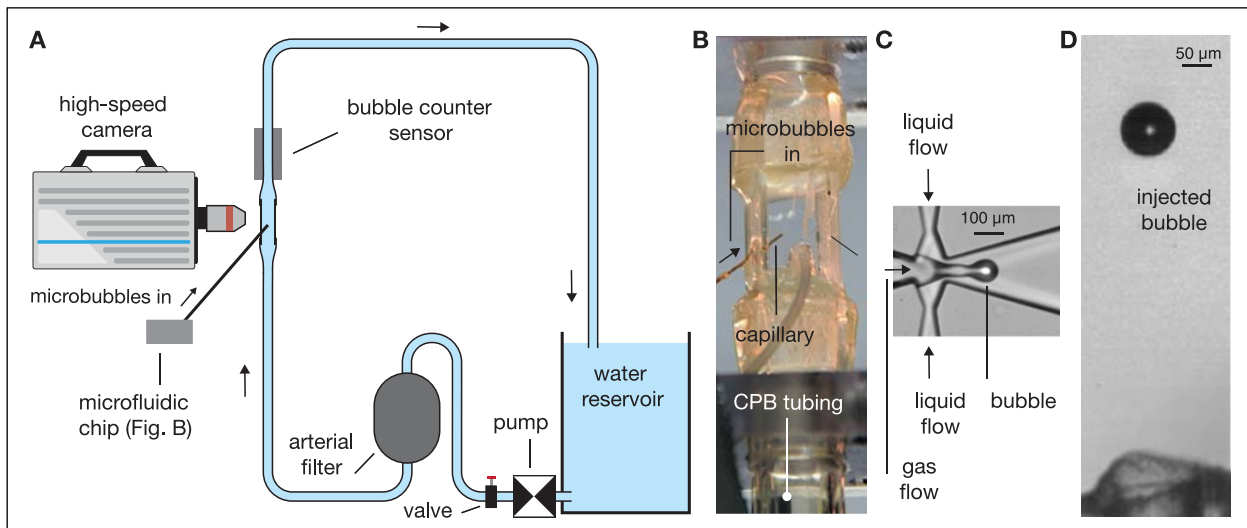 A
high-speed
camera
bubble counter
sensor
microbubbles in
microfluidic
chip (Fig. B)
arterial
filter
valve
pump
water
reservoir
B
microbubbles
in
capillary
CPB tubing
C
liquid
flow
100 µm
liquid
flow
bubble
gas
flow
D
50 µm
injected
bubble